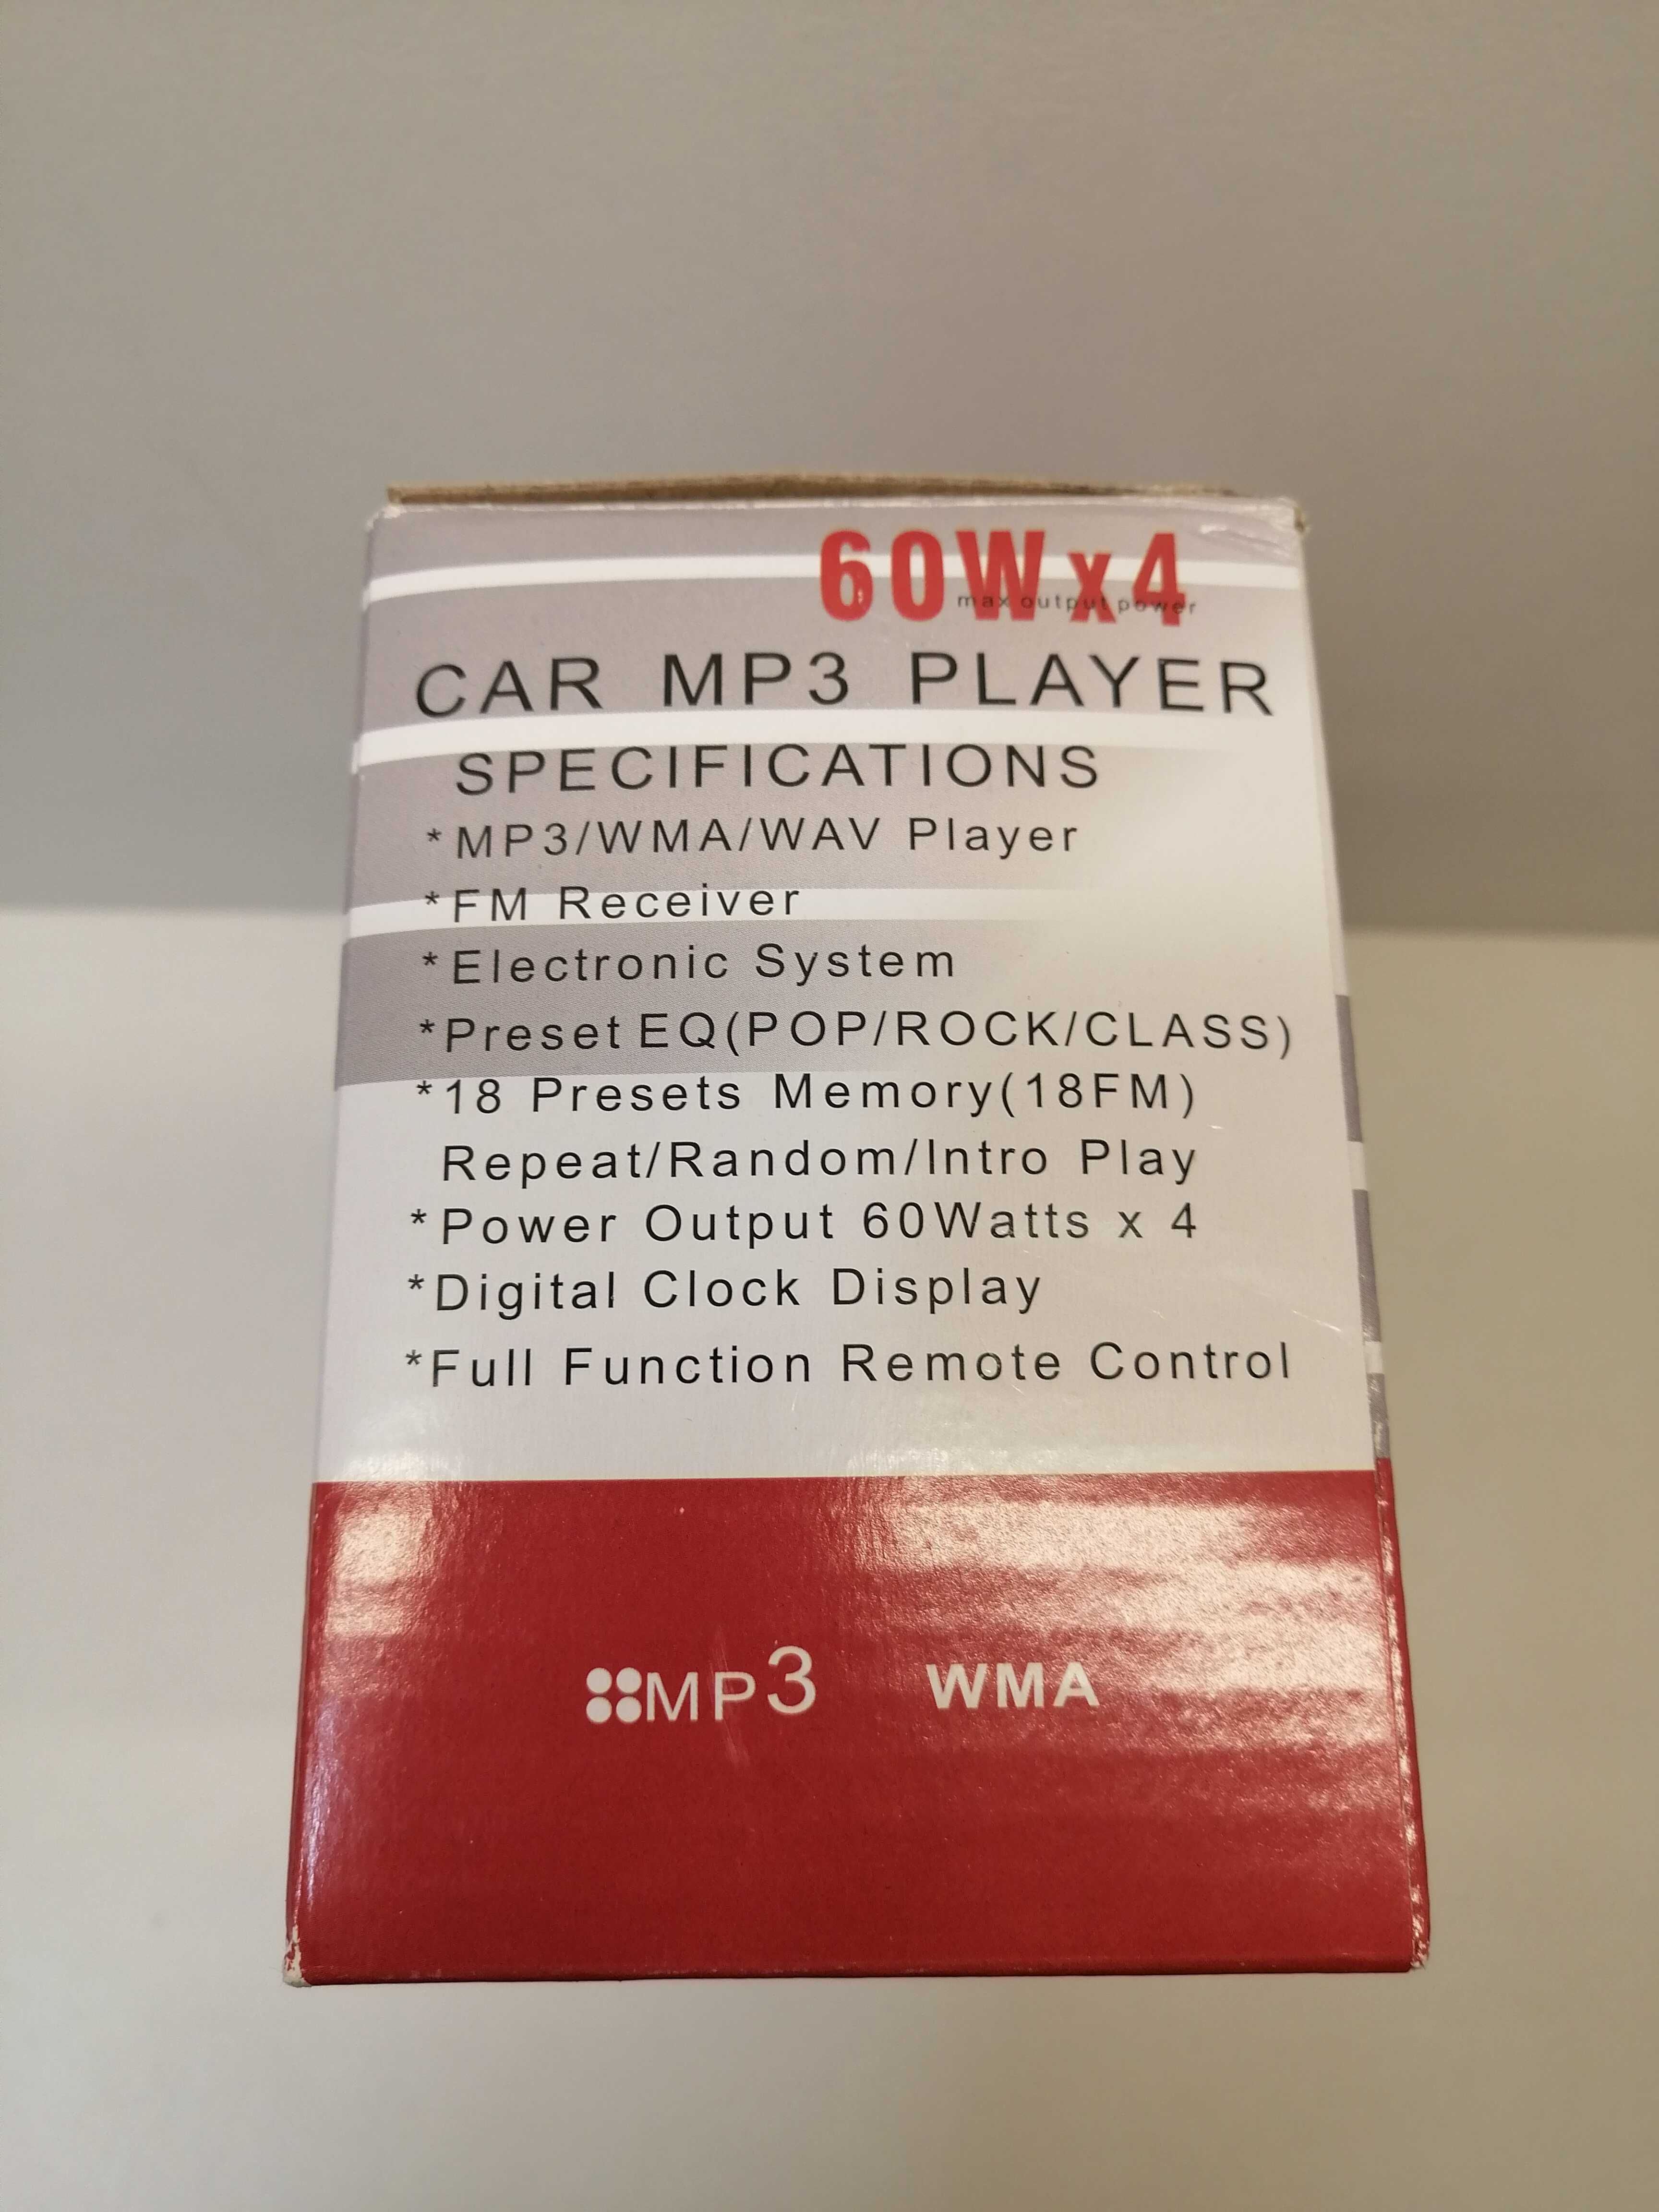 60W x 4
max output power
CAR MP3 PLAYER
SPECIFICATIONS
*MP3/WMA/WAV Player
*FM Receiver
*Electronic System
*Preset EQ(POP/ROCK/CLASS)
*18 Presets Memory(18FM)
Repeat/Random/Intro Play
*Power Output 60Watts x 4
*Digital Clock Display
*Full Function Remote Control
MP3 WMA